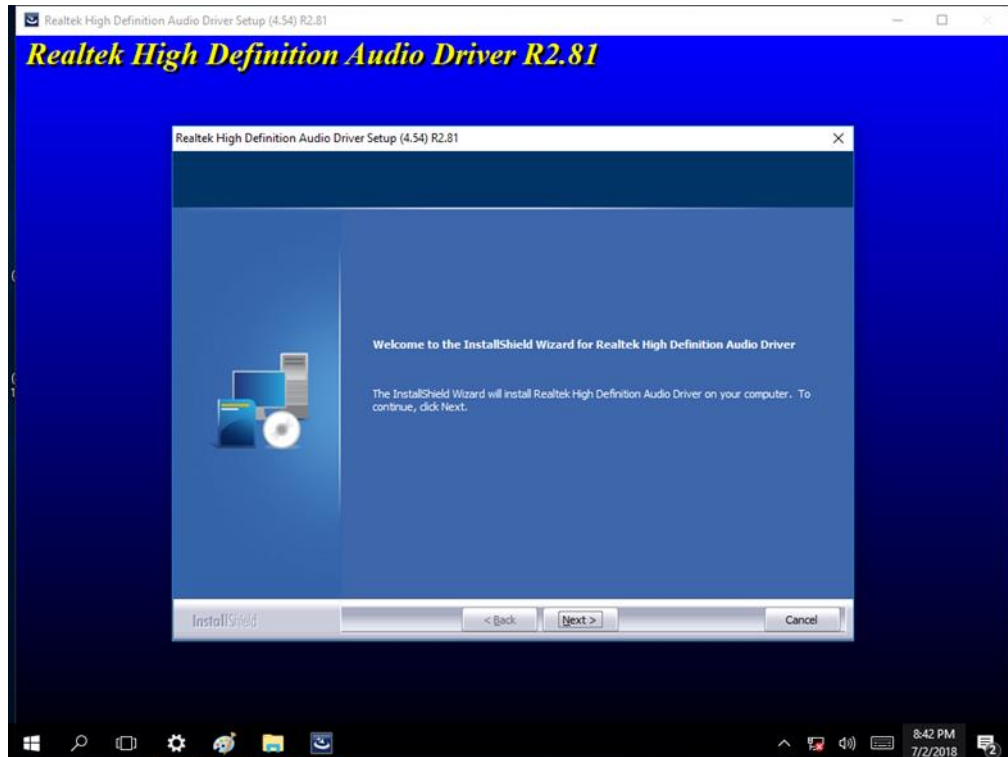 Realtek High Definition Audio Driver Setup (4.54) R2.81
Realtek High Definition Audio Driver R2.81
Realtek High Definition Audio Driver Setup (4.54) R2.81
Welcome to the InstallShield Wizard for Realtek High Definition Audio Driver
The InstallShield Wizard will install Realtek High Definition Audio Driver on your computer. To
continue, click Next.
InstallShield
< Back
Next >
Cancel
8:42 PM
7/2/2018
2